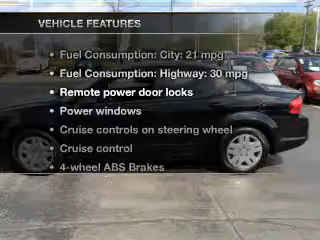 VEHICLE FEATURES
• Fuel Consumption: City: 21 mpg
• Fuel Consumption: Highway: 30 mpg
• Remote power door locks
• Power windows
• Cruise controls on steering wheel
• Cruise control
• 4-wheel ABS Brakes